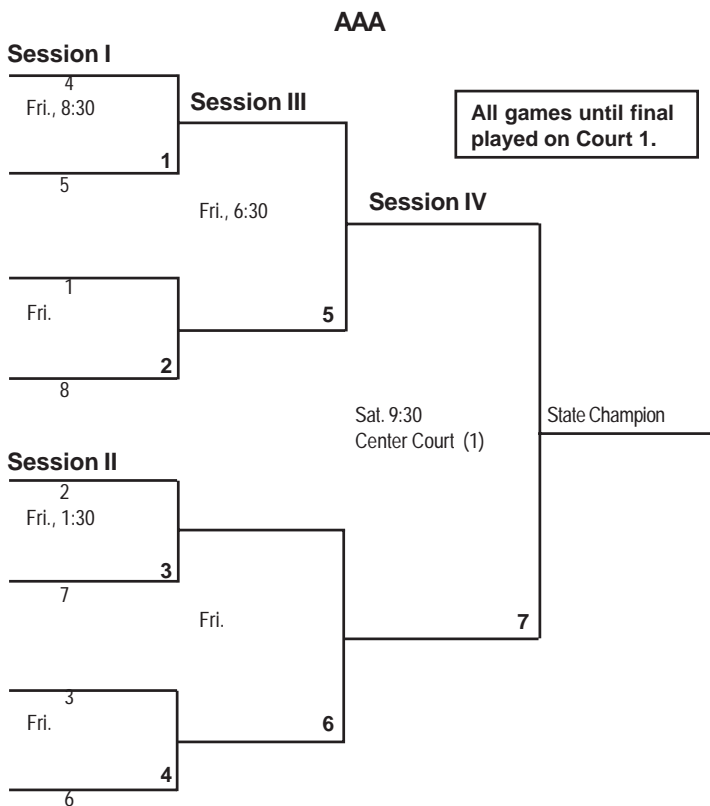 AAA
Session I
4
Fri., 8:30
1
5
Session III
Fri., 6:30
All games until final
played on Court 1.
Session IV
1
Fri.
2
8
5
Sat. 9:30
Center Court (1)
State Champion
Session II
2
Fri., 1:30
3
7
Fri.
7
3
Fri.
4
6
6